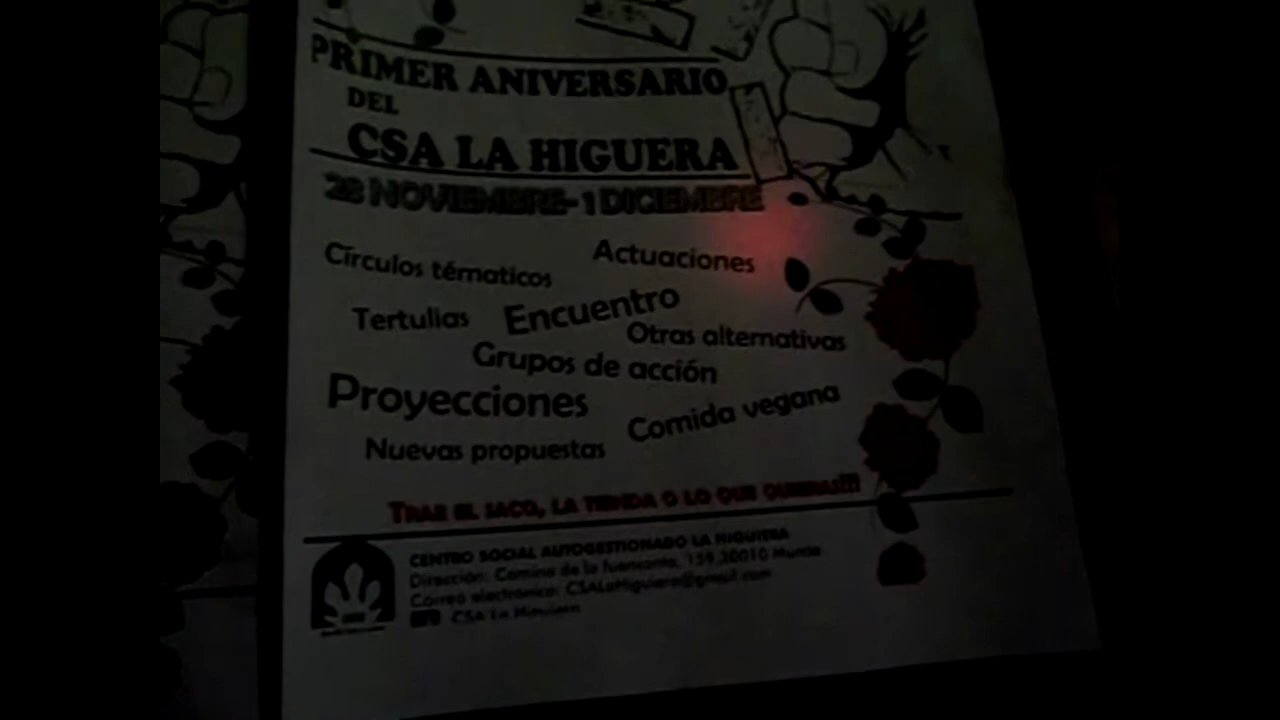 PRIMER ANIVERSARIO
DEL
CSA LA HIGUERA
28 NOVIEMBRE-1 DICIEMBRE
Círculos tématicos
Actuaciones
Tertulias
Encuentro
Otras alternativas
Grupos de acción
Proyecciones
Comida vegana
Nuevas propuestas
TRAE EL SACO, LA TIENDA O LO QUE QUIERAS!!!
CENTRO SOCIAL AUTOGESTIONADO LA HIGUERA
Dirección: Camino de la fuensanta, 159,30010 Murcia
Correo electrónico: CSALaHiguera@gmail.com
CSA La Higuera